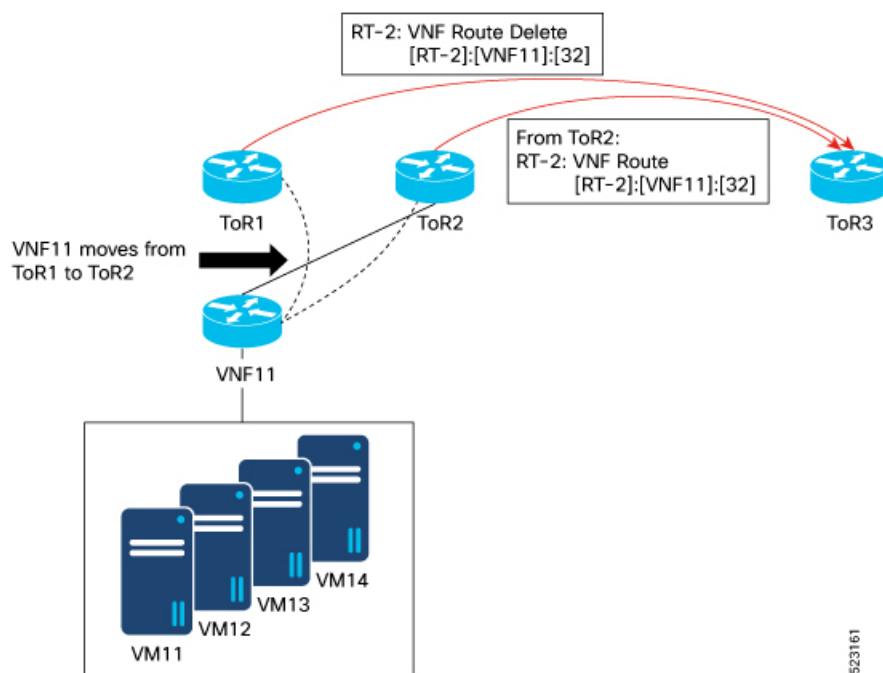 RT-2: VNF Route Delete
[RT-2]:[VNF11]:[32]
From ToR2:
RT-2: VNF Route
[RT-2]:[VNF11]:[32]
ToR1
ToR2
ToR3
VNF11 moves from
ToR1 to ToR2
VNF11
VM14
VM13
VM12
VM11
523161